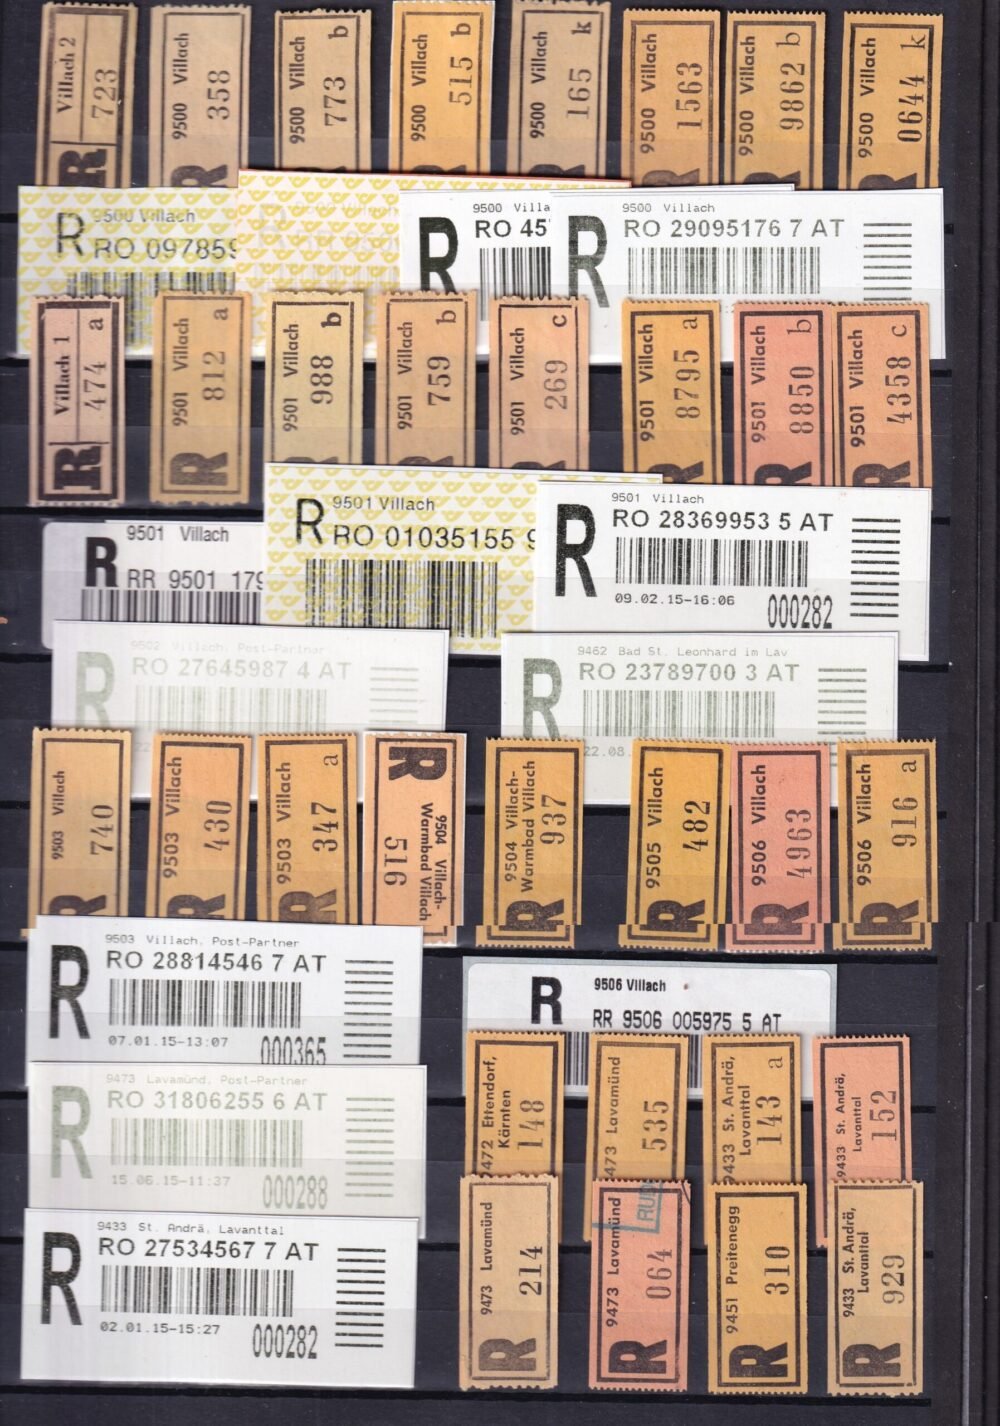 Villach 2
723
R
9500 Villach
358
R
9500 Villach
773 b
R
9500 Villach
515 b
R
9500 Villach
165 k
R
9500 Villach
1563
R
9500 Villach
9862 b
R
9500 Villach
0644 k
R
R 9500 Villach
RO 097859
R 9500 Villach
R 9500 Villa
RO 45
R 9500 Villach
RO 29095176 7 AT
Villach 1
474 a
R
9501 Villach
812 a
R
9501 Villach
988 b
9501 Villach
759 b
R
9501 Villach
269 c
9501 Villach
8795 a
R
9501 Villach
8850 b
R
9501 Villach
4358 c
R
R 9501 Villach
RR 9501 179
R 9501 Villach
RO 01035155 9
R 9501 Villach
RO 28369953 5 AT
09.02.15-16:06
000282
R 9502 Villach, Post-Partner
RO 27645987 4 AT
22
R 9462 Bad St. Leonhard im Lav
RO 23789700 3 AT
22.08.
9503 Villach
740
R
9503 Villach
430
R
9503 Villach
347 a
R
R
9504 Villach-
Warmbad Villach
516
9504 Villach-
Warmbad Villach
937
R
9505 Villach
482
R
9506 Villach
4963
R
9506 Villach
916 a
R
R 9503 Villach, Post-Partner
RO 28814546 7 AT
07.01.15-13:07
000365
R 9506 Villach
RR 9506 005975 5 AT
R 9473 Lavamünd, Post-Partner
RO 31806255 6 AT
15.06.15-11:37
000288
9472 Ettendorf,
Kärnten
148
9473 Lavamünd
535
9433 St. Andrä,
Lavanttal
143 a
9433 St. Andrä,
Lavanttal
152
R 9433 St. Andrä, Lavanttal
RO 27534567 7 AT
02.01.15-15:27
000282
9473 Lavamünd
214
R
9473 Lavamünd
064
R
RUD
9451 Preitenegg
310
R
9433 St. Andrä,
Lavanttal
929
R